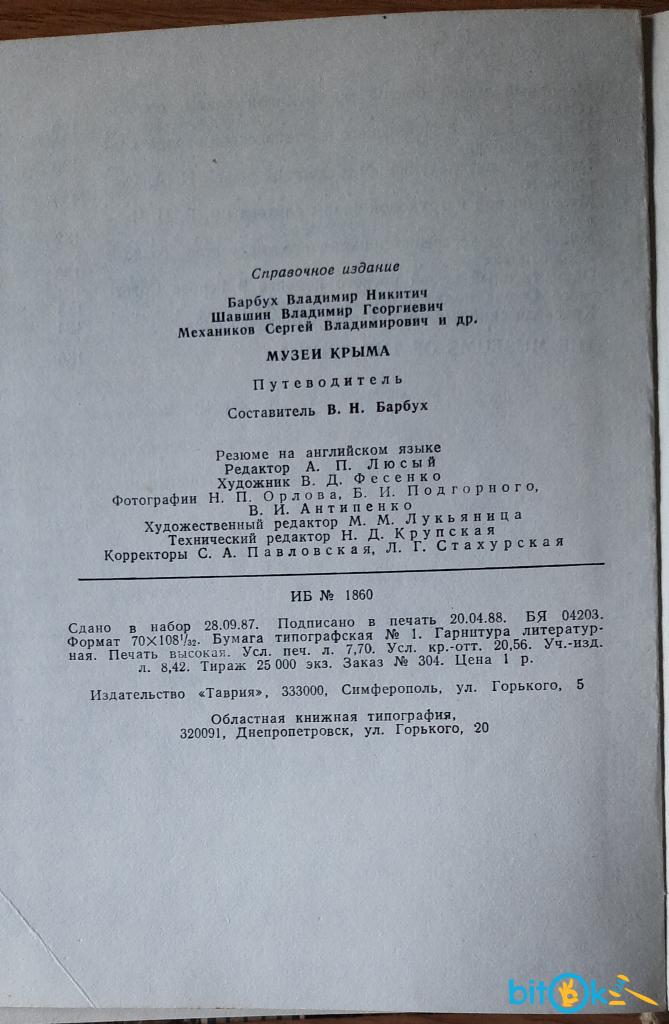 Справочное издание
Барбух Владимир Никитич
Шавшин Владимир Георгиевич
Механиков Сергей Владимирович и др.
МУЗЕИ КРЫМА
Путеводитель
Составитель В. Н. Барбух
Резюме на английском языке
Редактор А. П. Люсый
Художник В. Д. Фесенко
Фотографии Н. П. Орлова, Б. И. Подгорного,
В. И. Антипенко
Художественный редактор М. М. Лукьяница
Технический редактор Н. Д. Крупская
Корректоры С. А. Павловская, Л. Г. Стахурская
ИБ № 1860
Сдано в набор 28.09.87. Подписано в печать 20.04.88. БЯ 04203.
Формат 70×108¹/₃₂. Бумага типографская № 1. Гарнтура литератур-
ная. Печать высокая. Усл. печ. л. 7,70. Усл. кр.-отт. 20,56. Уч.-изд.
л. 8,42. Тираж 25 000 экз. Заказ № 304. Цена 1 р.
Издательство «Таврия», 333000, Симферополь, ул. Горького, 5
Областная книжная типография,
320091, Днепропетровск, ул. Горького, 20
bitok